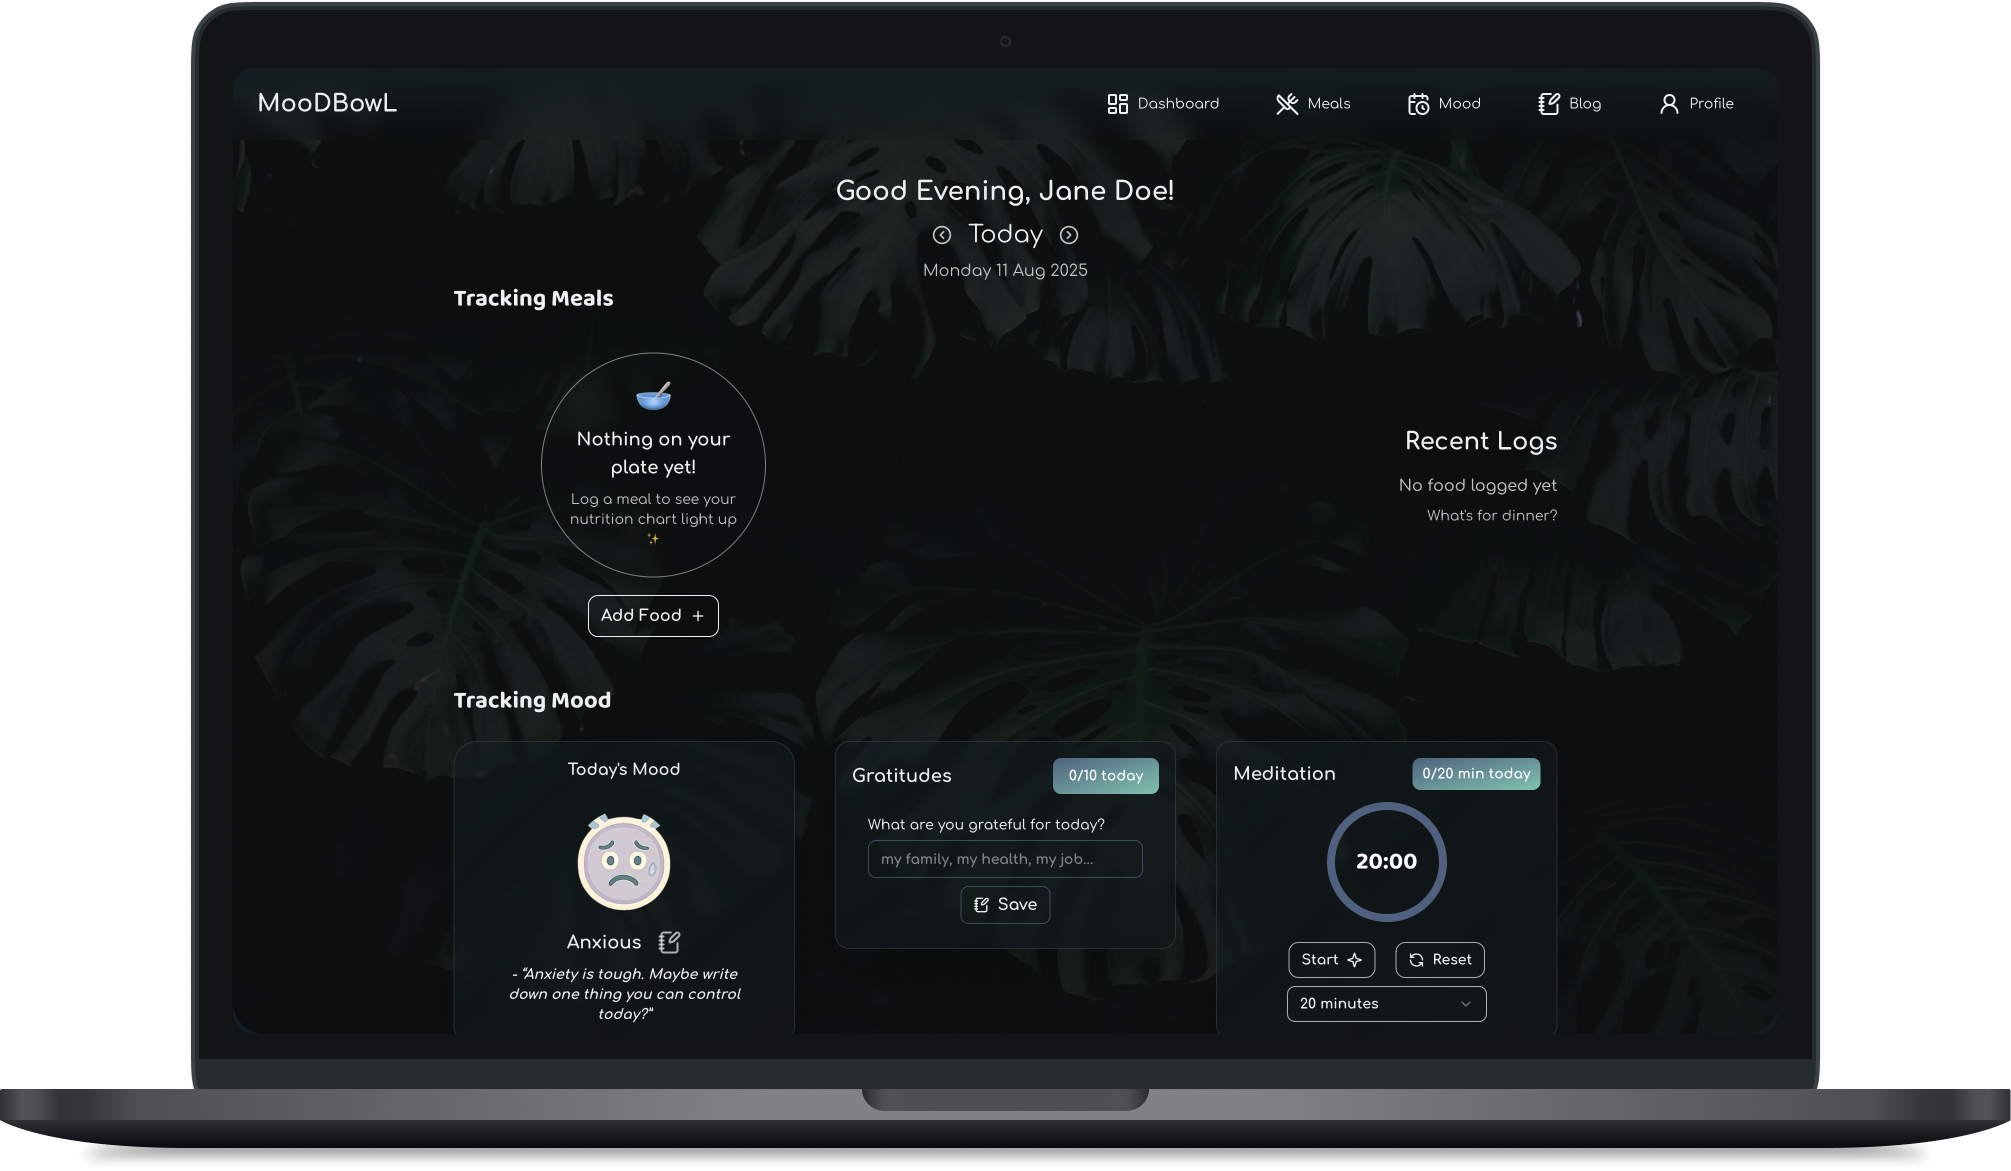 MooDBowL
Dashboard
Meals
Mood
Blog
Profile
Good Evening, Jane Doe!
Today
Monday 11 Aug 2025
Tracking Meals
Nothing on your
plate yet!
Log a meal to see your
nutrition chart light up
✨
Add Food +
Recent Logs
No food logged yet
What's for dinner?
Tracking Mood
Today's Mood
Anxious
- “Anxiety is tough. Maybe write
down one thing you can control
today?”
Gratitudes
0/10 today
What are you grateful for today?
my family, my health, my job...
Save
Meditation
0/20 min today
20:00
Start
Reset
20 minutes